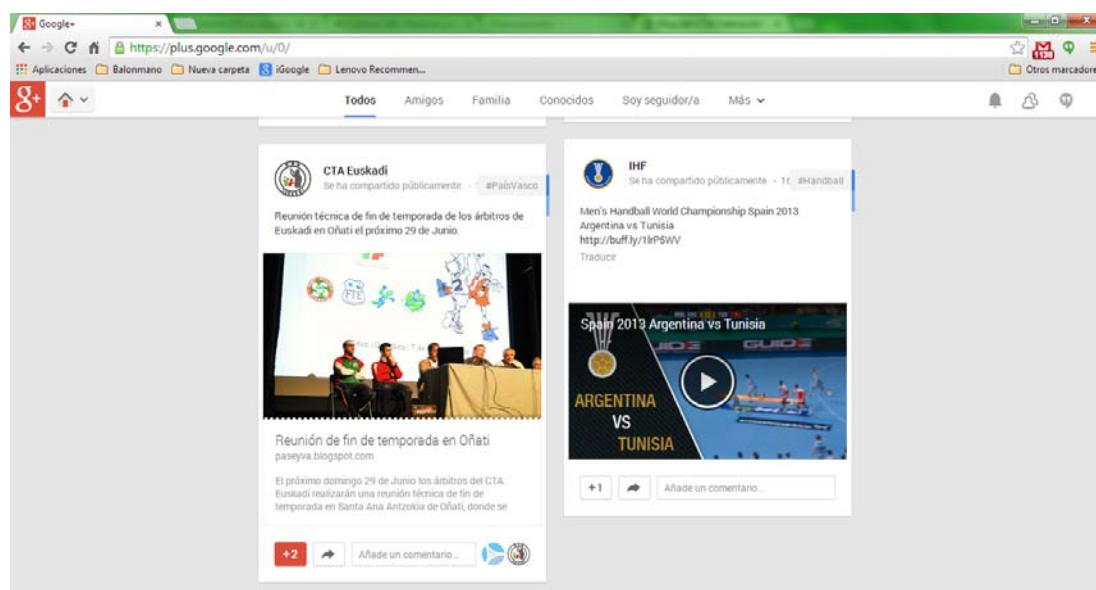 Google+
https://plus.google.com/u/0/
Aplicaciones Balonmano Nueva carpeta iGoogle Lenovo Recommen... Otros marcadore
g+ Todos Amigos Familia Conocidos Soy seguidor/a Más
CTA Euskadi
Se ha compartido públicamente - #PaísVasco
Reunión técnica de fin de temporada de los árbitros de
Euskadi en Oñati el próximo 29 de Junio.
FTE
Reunión de fin de temporada en Oñati
paseyva.blogspot.com
El próximo domingo 29 de Junio los árbitros del CTA
Euskadi realizarán una reunión técnica de fin de
temporada en Santa Ana Antzokia de Oñati, donde se
+2 Añade un comentario...
IHF
Se ha compartido públicamente - #Handball
Men's Handball World Championship Spain 2013
Argentina vs Tunisia
Traducir
Spain 2013 Argentina vs Tunisia
ARGENTINA
VS
TUNISIA
+1 Añade un comentario...